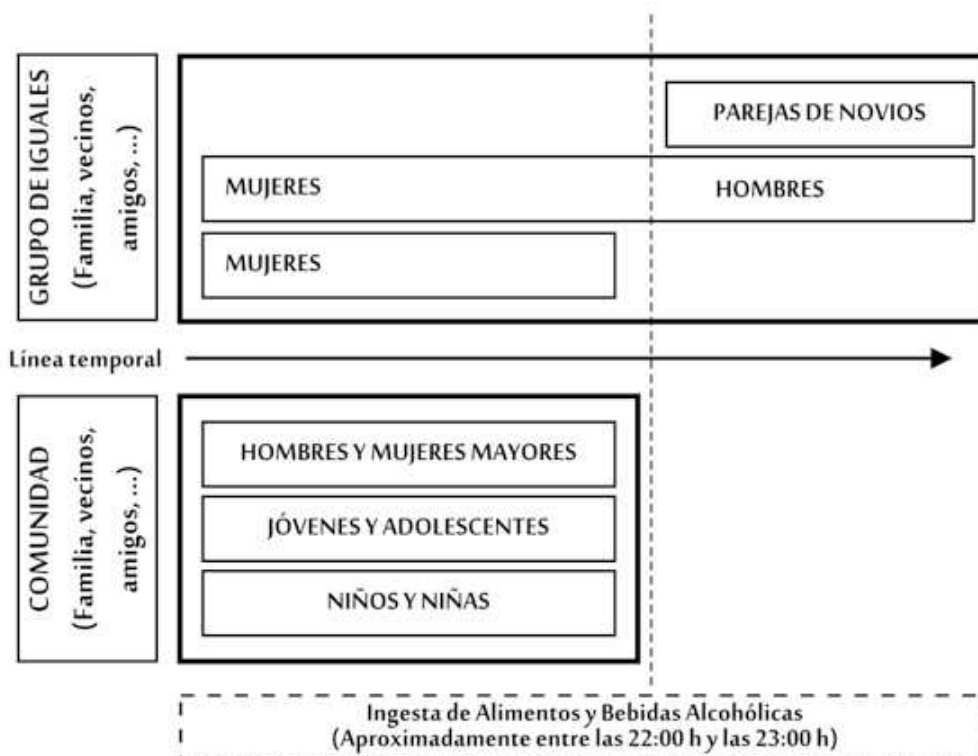 GRUPO DE IGUALES
(Familia, vecinos,
amigos, ...)
PAREJAS DE NOVIOS
MUJERES HOMBRES
MUJERES
Línea temporal
COMUNIDAD
(Familia, vecinos,
amigos, ...)
HOMBRES Y MUJERES MAYORES
JÓVENES Y ADOLESCENTES
NIÑOS Y NIÑAS
Ingesta de Alimentos y Bebidas Alcohólicas
(Aproximadamente entre las 22:00 h y las 23:00 h)